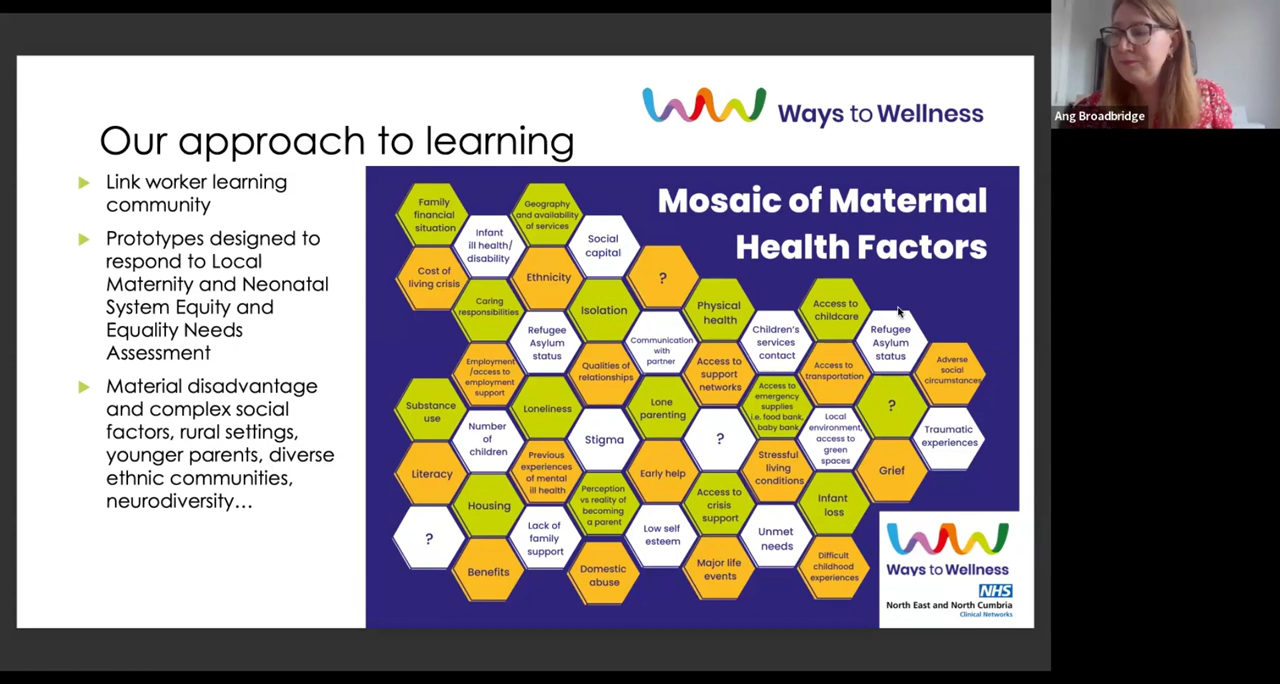 Ways to Wellness
Ang Broadbridge
Our approach to learning
Link worker learning
community
Prototypes designed to
respond to Local
Maternity and Neonatal
System Equity and
Equality Needs
Assessment
Material disadvantage
and complex social
factors, rural settings,
younger parents, diverse
ethnic communities,
neurodiversity…
Mosaic of Maternal
Health Factors
Family
financial
situation
Cost of
living crisis
Infant
ill health/
disability
Geography
and availability
of services
Social
capital
Ethnicity
?
Caring
responsibilities
Isolation
Refugee
Asylum
status
Communication
with
partner
Physical
health
Children's
services
contact
Access to
childcare
Refugee
Asylum
status
Employment
/access to
employment
support
Qualities of
relationships
Access to
support
networks
Access to
transportation
Adverse
social
circumstances
Substance
use
Loneliness
Lone
parenting
Access to
emergency
supplies
i.e. food bank,
baby bank
?
Number
of
children
Stigma
?
Local
environment,
access to
green
spaces
Traumatic
experiences
Literacy
Previous
experiences
of mental
ill health
Early help
Stressful
living
conditions
Grief
Housing
Perception
vs reality of
becoming
a parent
Access to
crisis
support
Infant
loss
?
Lack of
family
support
Low self
esteem
Unmet
needs
Benefits
Domestic
abuse
Major life
events
Difficult
childhood
experiences
Ways to Wellness
NHS
North East and North Cumbria
Clinical Networks